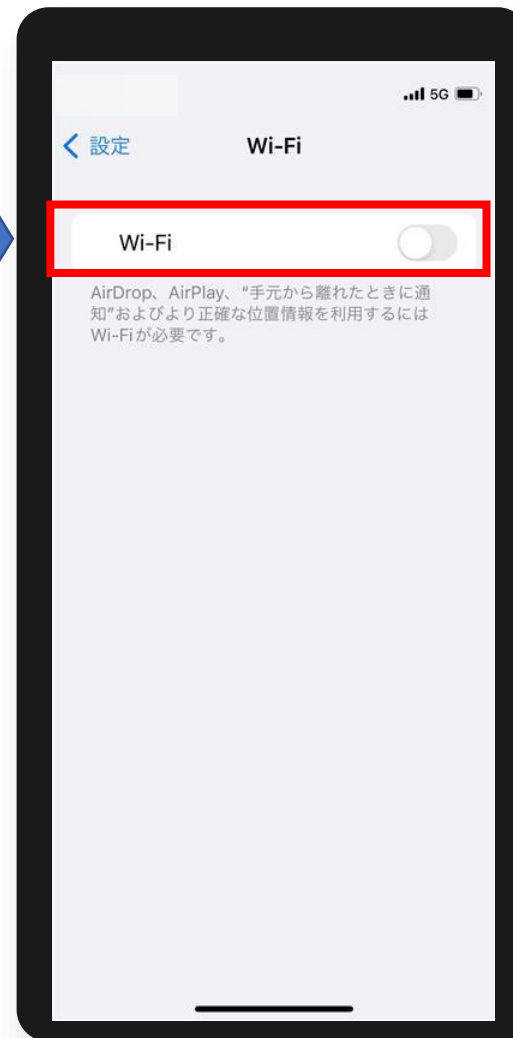 5G
設定
Wi-Fi
Wi-Fi
AirDrop、AirPlay、“手元から離れたときに通
知”およびより正確な位置情報を利用するには
Wi-Fiが必要です。